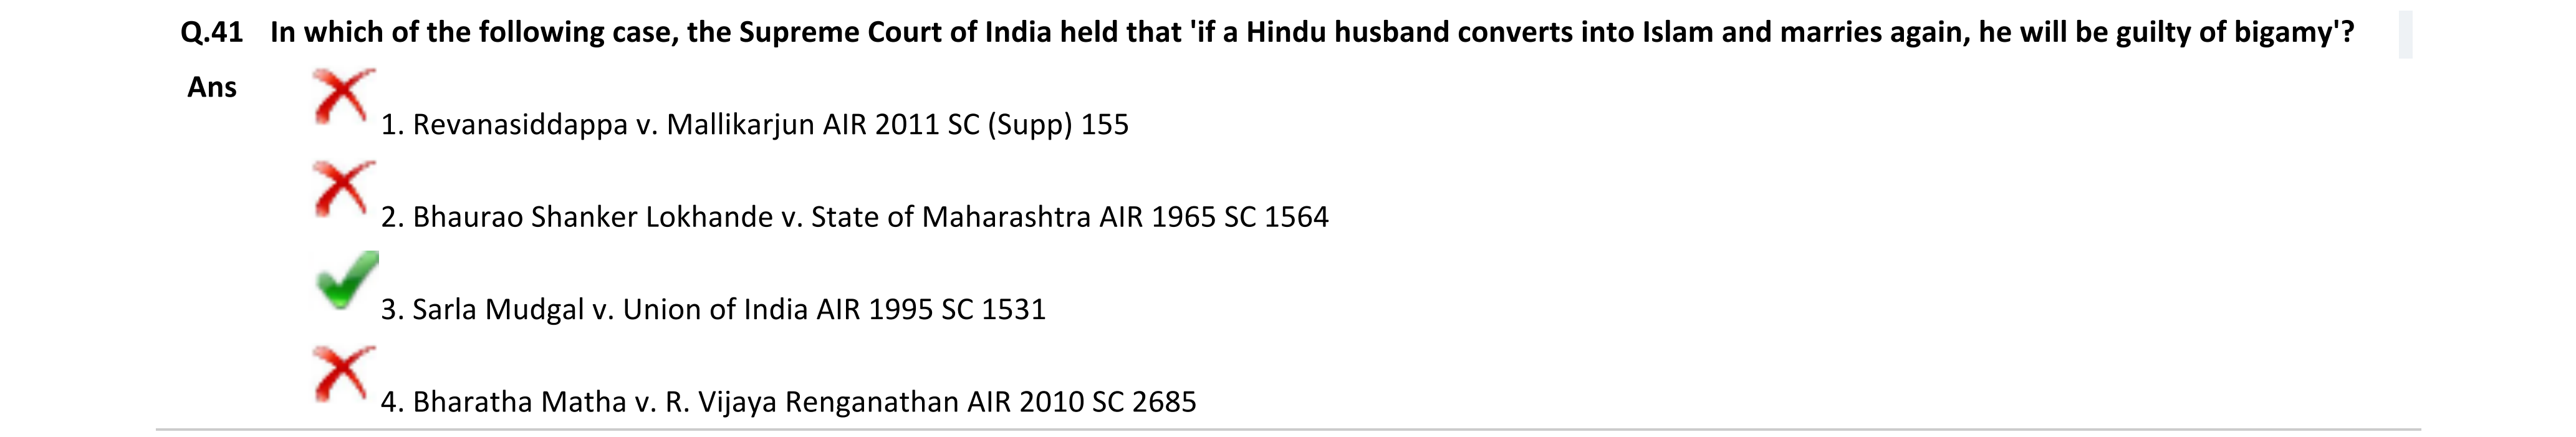 Q.41 In which of the following case, the Supreme Court of India held that 'if a Hindu husband converts into Islam and marries again, he will be guilty of bigamy'?
Ans
1. Revanasiddappa v. Mallikarjun AIR 2011 SC (Supp) 155
2. Bhaurao Shanker Lokhande v. State of Maharashtra AIR 1965 SC 1564
3. Sarla Mudgal v. Union of India AIR 1995 SC 1531
4. Bharatha Matha v. R. Vijaya Renganathan AIR 2010 SC 2685